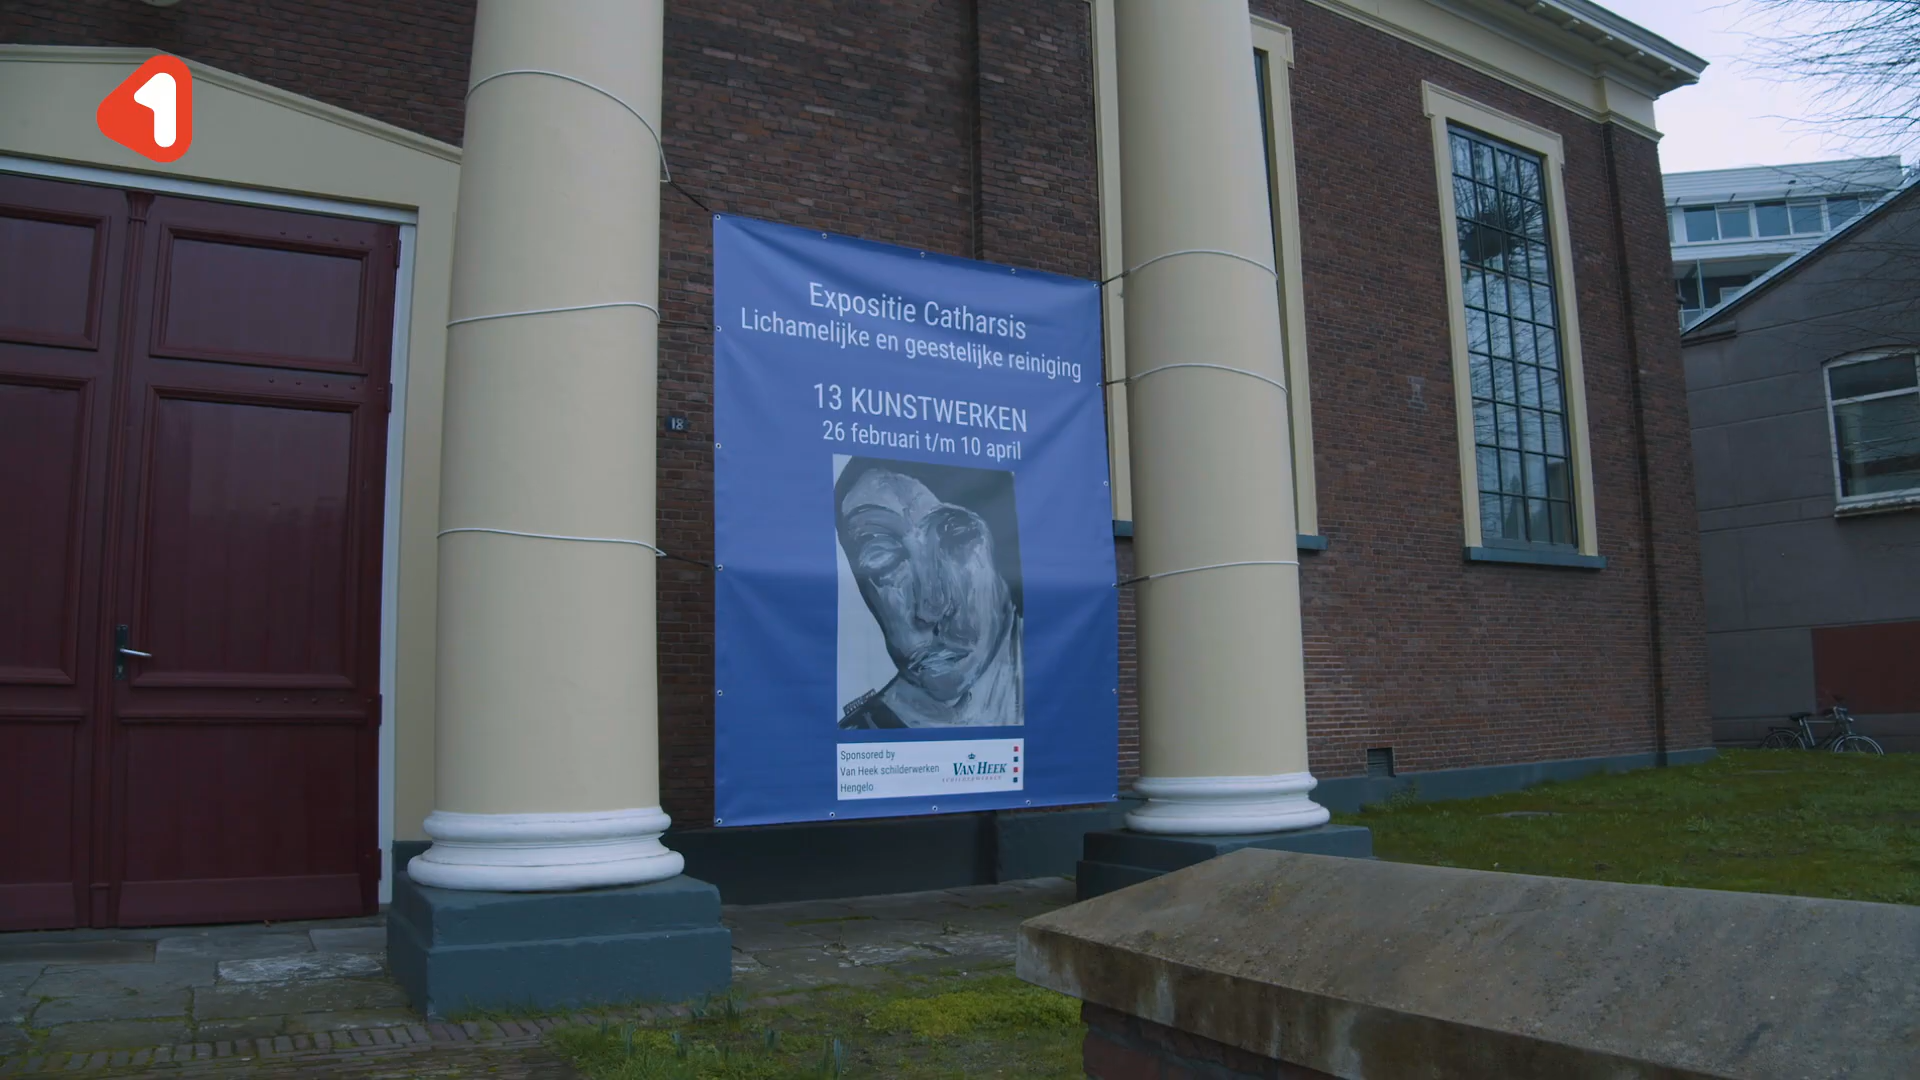 1
Expositie Catharsis
Lichamelijke en geestelijke reiniging
13 KUNSTWERKEN
26 februari t/m 10 april
18
Sponsored by
Van Heek schilderwerken
Hengelo
VAN HEEK
SCHILDERWERKEN